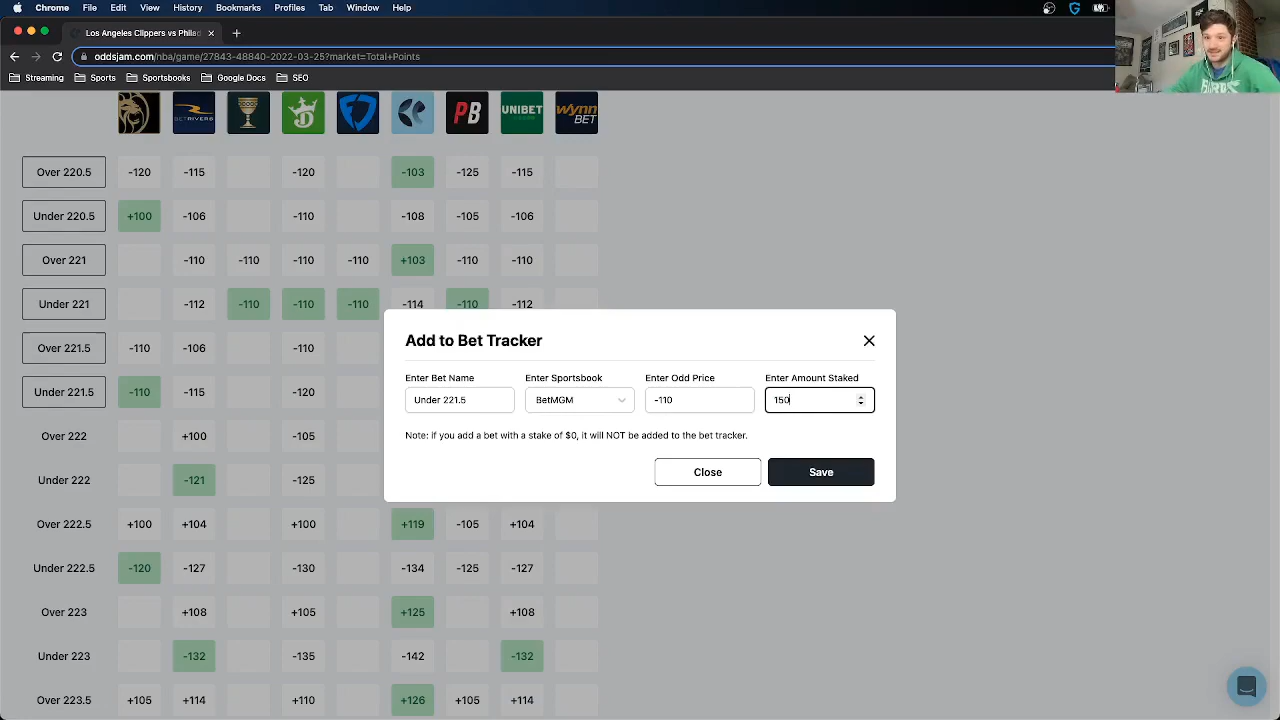 Chrome File Edit View History Bookmarks Profiles Tab Window Help
Los Angeles Clippers vs Philad
oddsjam.com/nba/game/27843-48840-2022-03-25?market=Total+Points
Streaming Sports Sportsbooks Google Docs SEO
BETRIVERS PB UNIBET WYNN BET
Over 220.5 -120 -115 -120 -103 -125 -115
Under 220.5 +100 -106 -110 -108 -105 -106
Over 221 -110 -110 -110 -110 +103 -110 -110
Under 221 -112 -110 -110 -110 -114 -110 -112
Over 221.5 -110 -106 -110
Under 221.5 -110 -115 -120
Over 222 +100 -105
Under 222 -121 -125
Over 222.5 +100 +104 +100 +119 -105 +104
Under 222.5 -120 -127 -130 -134 -125 -127
Over 223 +108 +105 +125 +108
Under 223 -132 -135 -142 -132
Over 223.5 +105 +114 +110 +126 +105 +114
Add to Bet Tracker
Enter Bet Name Enter Sportsbook Enter Odd Price Enter Amount Staked
Under 221.5 BetMGM -110 150
Note: if you add a bet with a stake of $0, it will NOT be added to the bet tracker.
Close Save